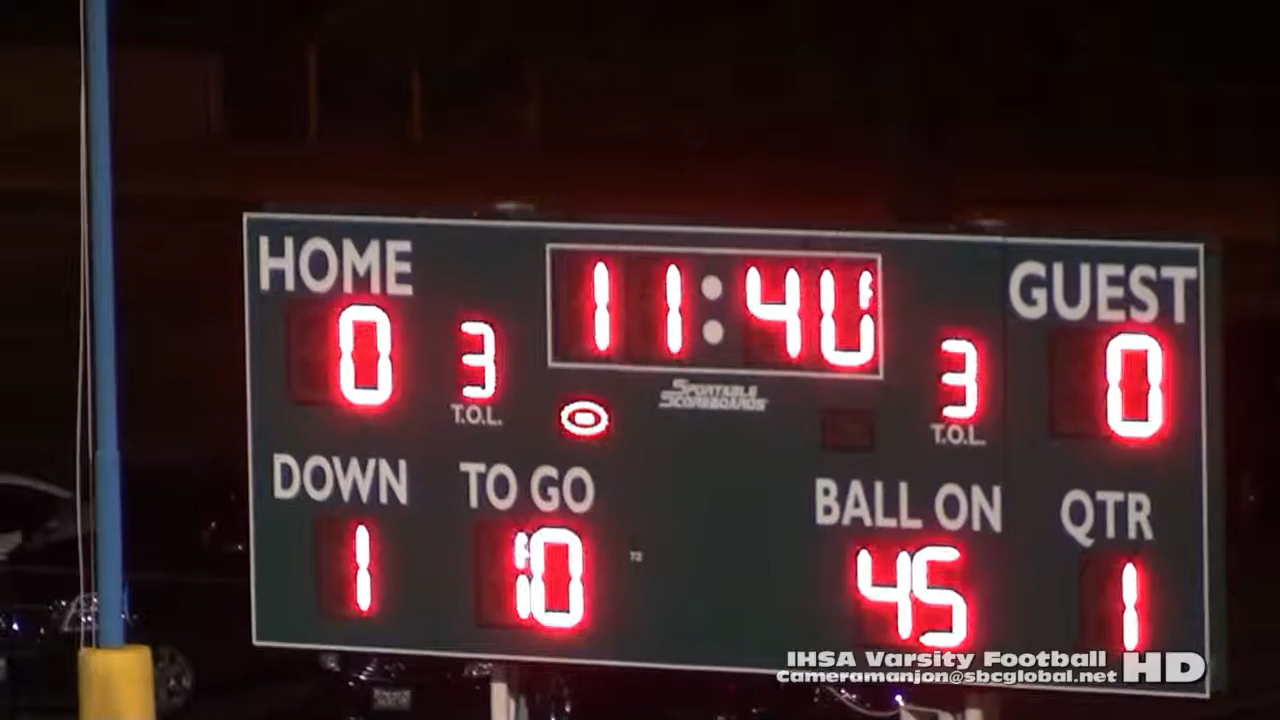 HOME 11:40 GUEST
0 3 3 0
T.O.L. T.O.L.
SPORTABLE
SCOREBOARDS
DOWN TO GO BALL ON QTR
1 10 45 1
T2
IHSA Varsity Football HD
cameramanjon@sbcglobal.net